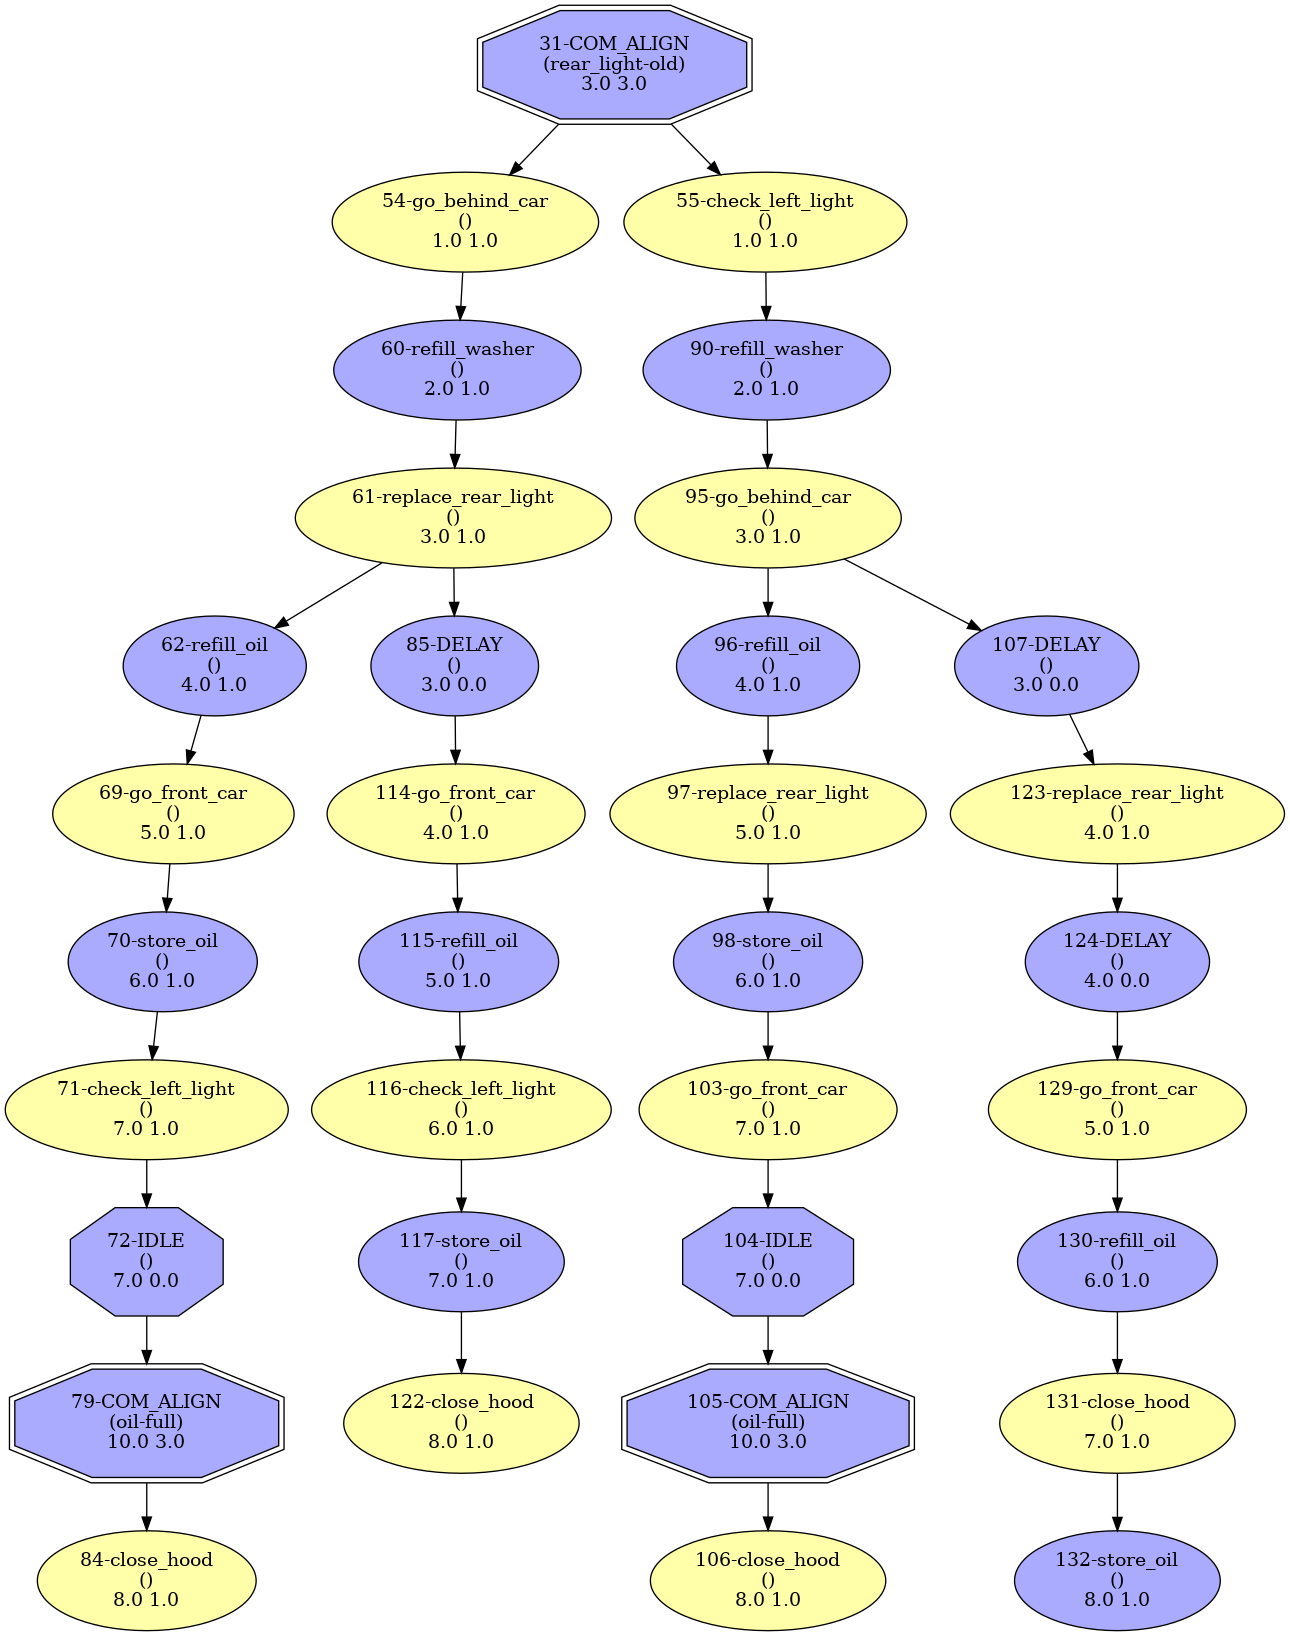 31-COM_ALIGN
(rear_light-old)
3.0 3.0
54-go_behind_car
()
1.0 1.0
55-check_left_light
()
1.0 1.0
60-refill_washer
()
2.0 1.0
90-refill_washer
()
2.0 1.0
61-replace_rear_light
()
3.0 1.0
95-go_behind_car
()
3.0 1.0
62-refill_oil
()
4.0 1.0
85-DELAY
()
3.0 0.0
96-refill_oil
()
4.0 1.0
107-DELAY
()
3.0 0.0
69-go_front_car
()
5.0 1.0
114-go_front_car
()
4.0 1.0
97-replace_rear_light
()
5.0 1.0
123-replace_rear_light
()
4.0 1.0
70-store_oil
()
6.0 1.0
115-refill_oil
()
5.0 1.0
98-store_oil
()
6.0 1.0
124-DELAY
()
4.0 0.0
71-check_left_light
()
7.0 1.0
116-check_left_light
()
6.0 1.0
103-go_front_car
()
7.0 1.0
129-go_front_car
()
5.0 1.0
72-IDLE
()
7.0 0.0
117-store_oil
()
7.0 1.0
104-IDLE
()
7.0 0.0
130-refill_oil
()
6.0 1.0
79-COM_ALIGN
(oil-full)
10.0 3.0
122-close_hood
()
8.0 1.0
105-COM_ALIGN
(oil-full)
10.0 3.0
131-close_hood
()
7.0 1.0
84-close_hood
()
8.0 1.0
106-close_hood
()
8.0 1.0
132-store_oil
()
8.0 1.0